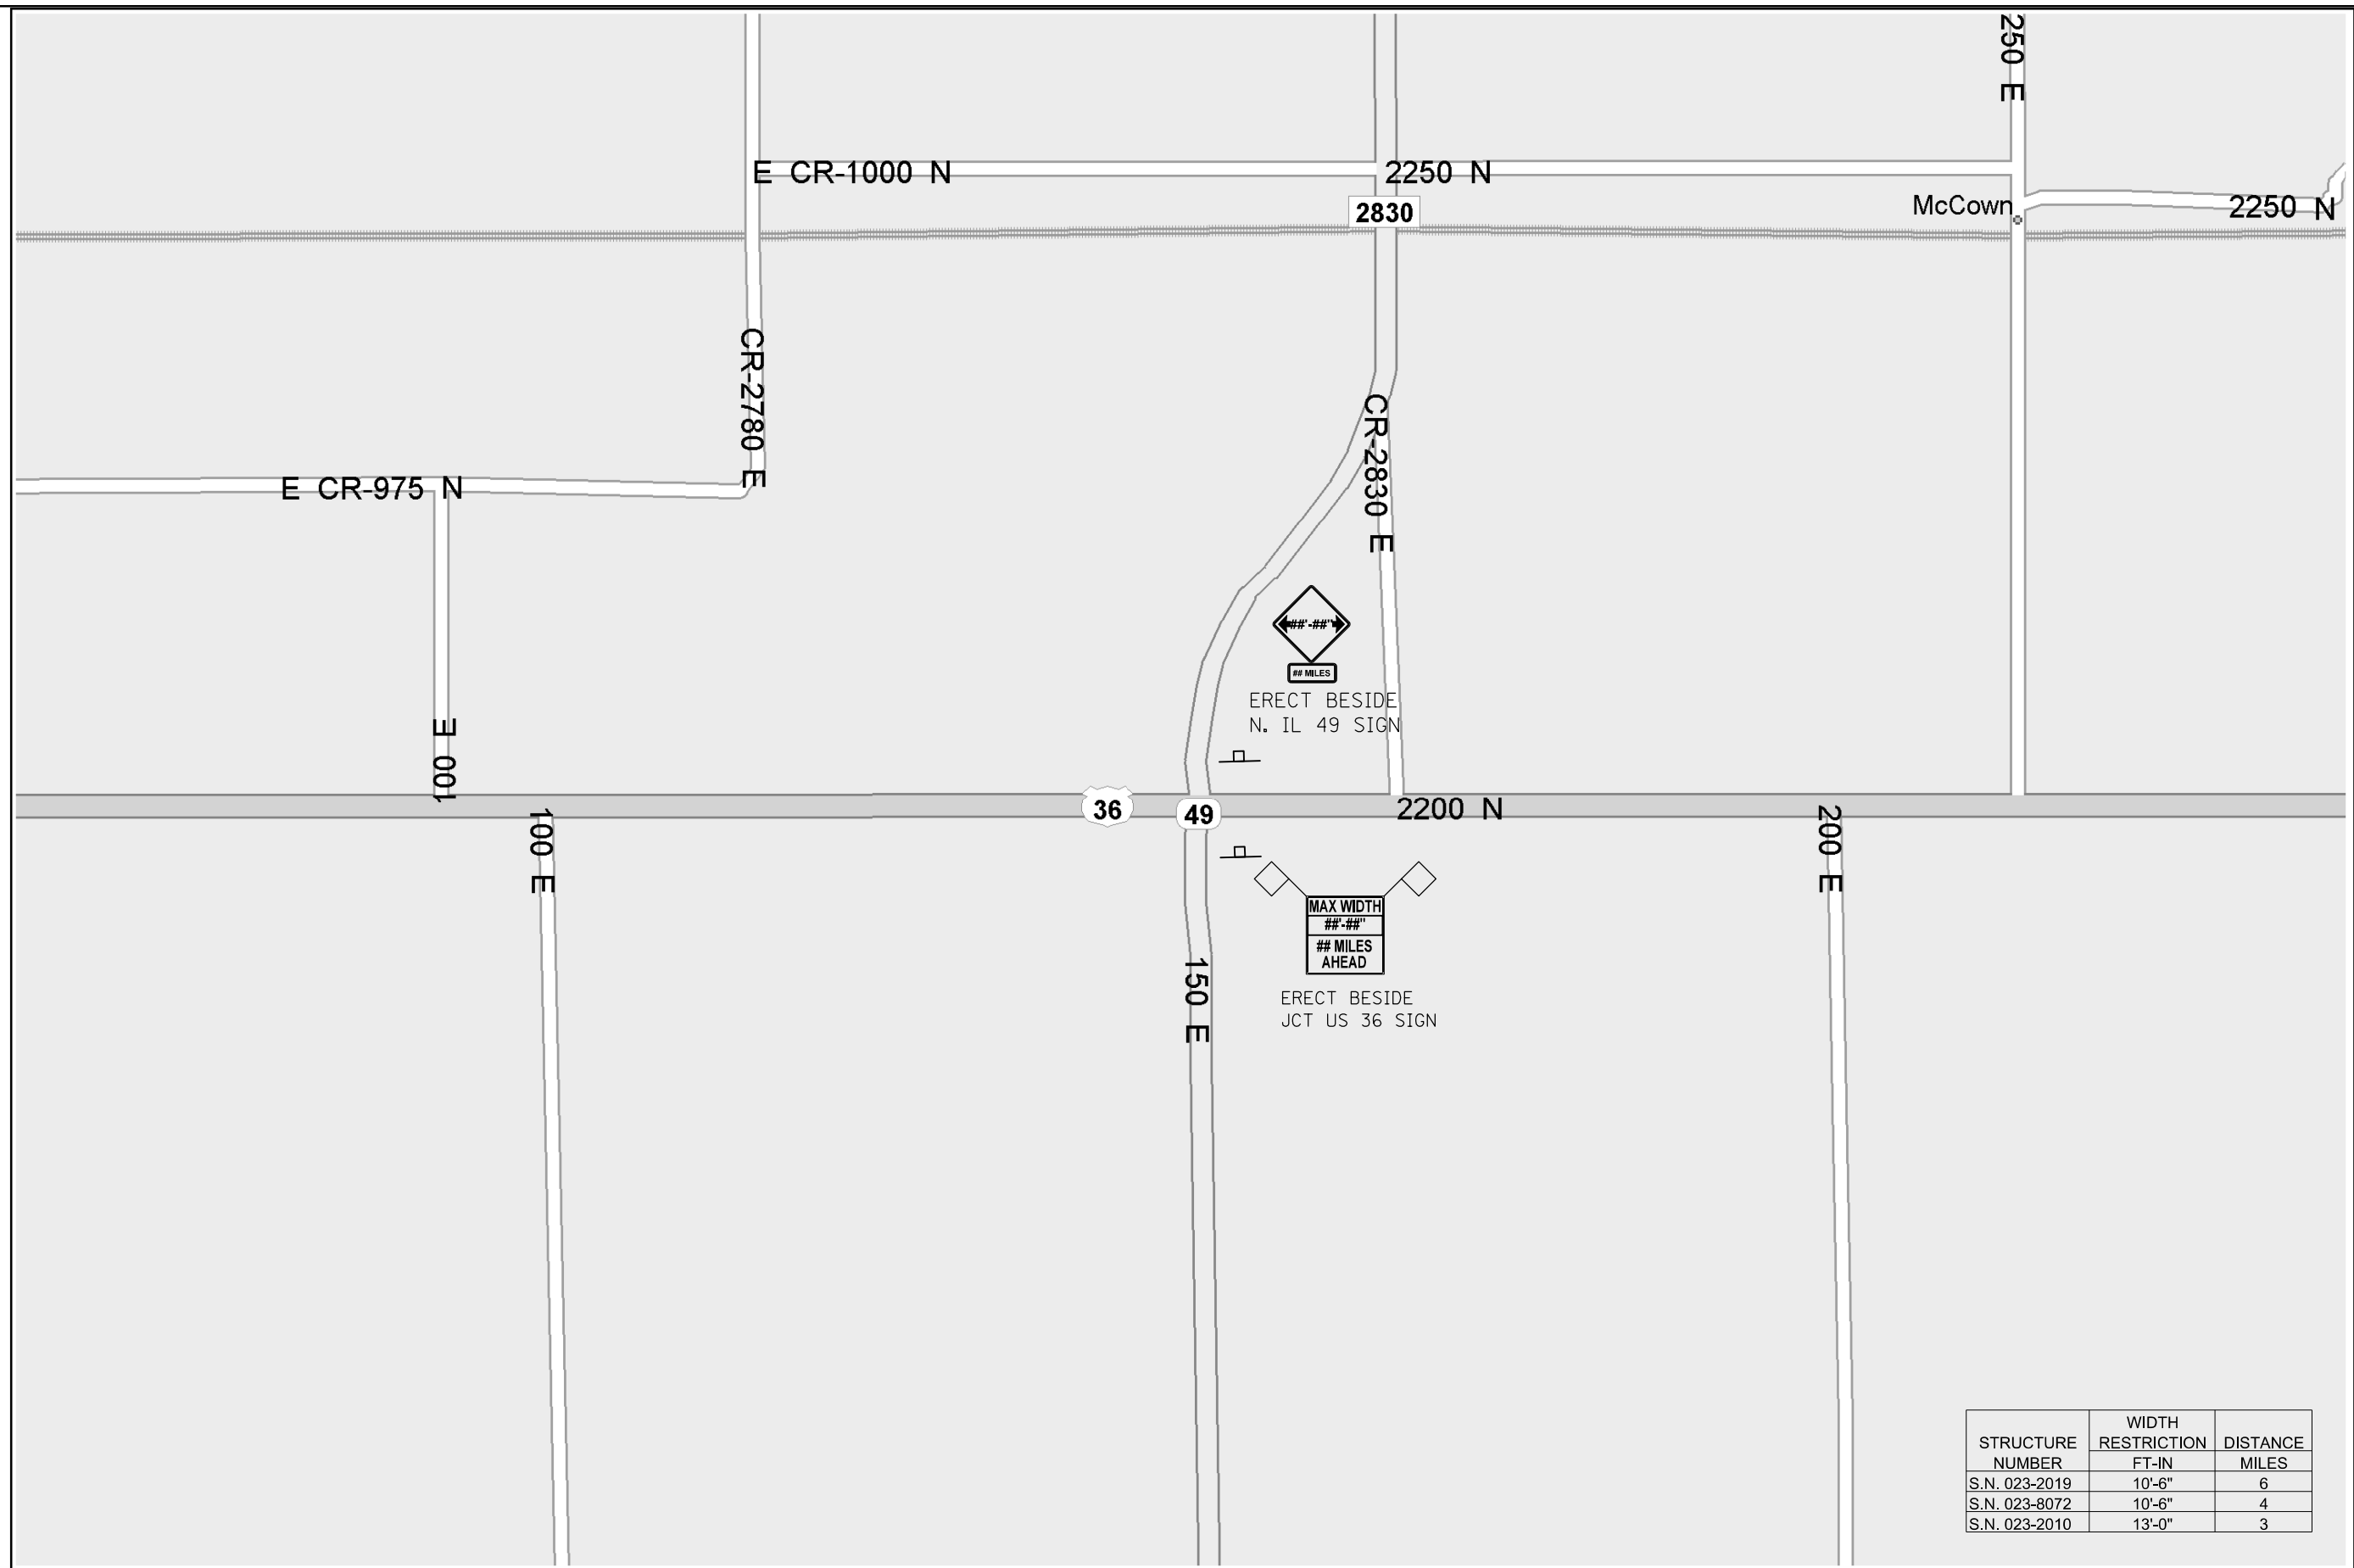 250 E
E CR-1000 N
2250 N
2830
McCown
2250 N
CR-2780 E
CR-2830 E
E CR-975 N
##'-##"
## MILES
ERECT BESIDE
N. IL 49 SIGN
100 E
36
49
2200 N
100 E
200 E
MAX WIDTH
##'-##"
## MILES
AHEAD
150 E
ERECT BESIDE
JCT US 36 SIGN
WIDTH
STRUCTURE RESTRICTION DISTANCE
NUMBER FT-IN MILES
S.N. 023-2019 10'-6" 6
S.N. 023-8072 10'-6" 4
S.N. 023-2010 13'-0" 3